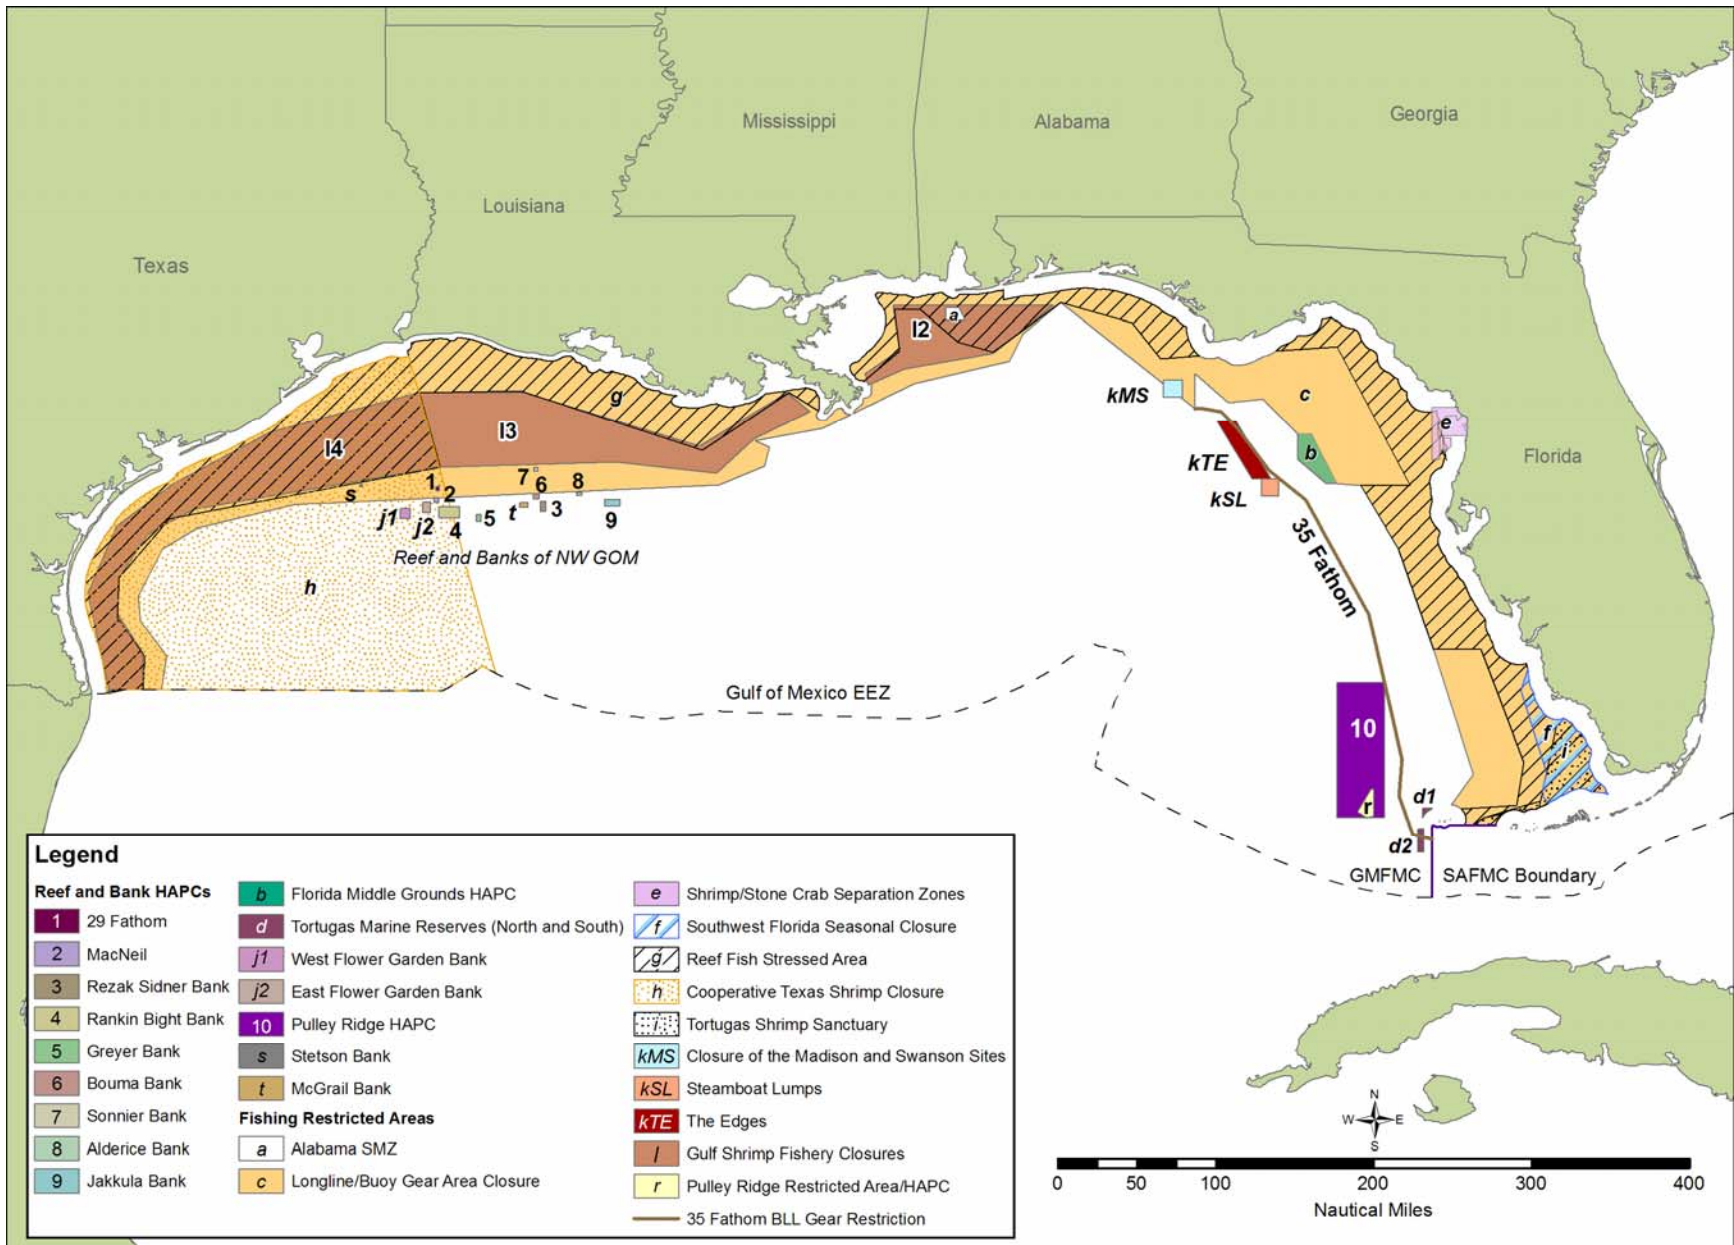 Mississippi
Alabama
Georgia
Louisiana
Texas
Florida
a
l2
g
l3
l4
kMS
c
e
b
kTE
kSL
s
1
2
7
6
8
j1
j2
4
5
t
3
9
Reef and Banks of NW GOM
h
35 Fathom
Gulf of Mexico EEZ
10
f
i
r
d1
d2
GMFMC
SAFMC Boundary
Legend
Reef and Bank HAPCs
1 29 Fathom
2 MacNeil
3 Rezak Sidner Bank
4 Rankin Bight Bank
5 Greyer Bank
6 Bouma Bank
7 Sonnier Bank
8 Alderice Bank
9 Jakkula Bank
b Florida Middle Grounds HAPC
d Tortugas Marine Reserves (North and South)
j1 West Flower Garden Bank
j2 East Flower Garden Bank
10 Pulley Ridge HAPC
s Stetson Bank
t McGrail Bank
Fishing Restricted Areas
a Alabama SMZ
c Longline/Buoy Gear Area Closure
e Shrimp/Stone Crab Separation Zones
f Southwest Florida Seasonal Closure
g Reef Fish Stressed Area
h Cooperative Texas Shrimp Closure
i Tortugas Shrimp Sanctuary
kMS Closure of the Madison and Swanson Sites
kSL Steamboat Lumps
kTE The Edges
l Gulf Shrimp Fishery Closures
r Pulley Ridge Restricted Area/HAPC
35 Fathom BLL Gear Restriction
N
W E
S
0 50 100 200 300 400
Nautical Miles